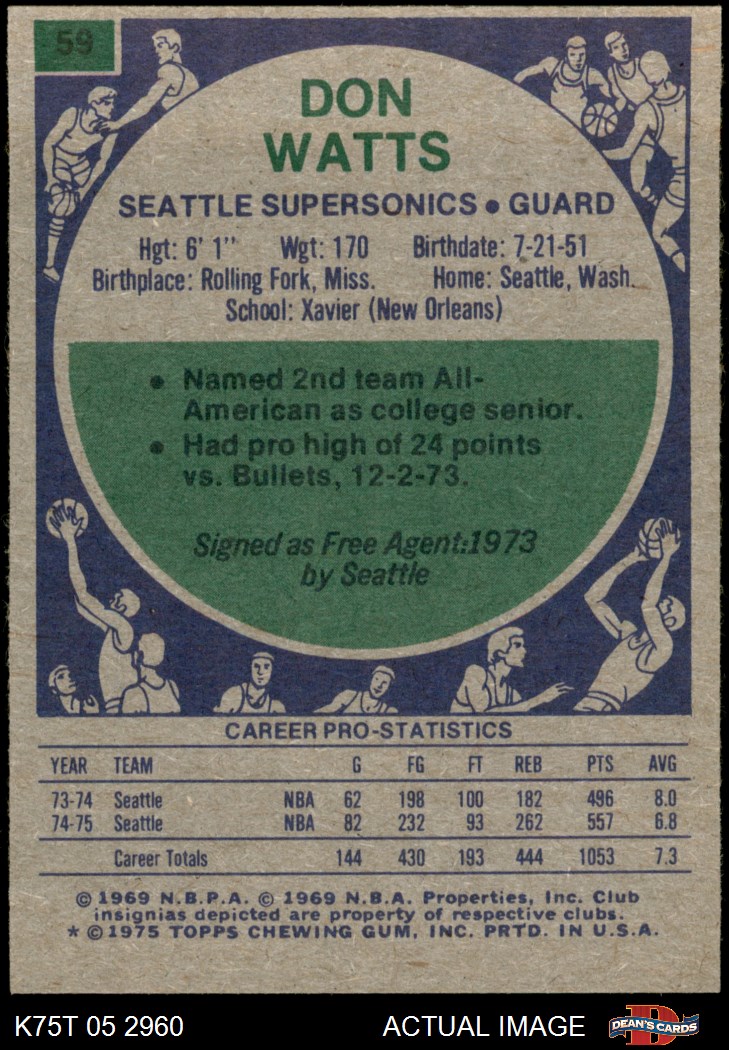 59
DON
WATTS
SEATTLE SUPERSONICS • GUARD
Hgt: 6' 1" Wgt: 170 Birthdate: 7-21-51
Birthplace: Rolling Fork, Miss. Home: Seattle, Wash.
School: Xavier (New Orleans)
• Named 2nd team All-
American as college senior.
• Had pro high of 24 points
vs. Bullets, 12-2-73.
Signed as Free Agent:1973
by Seattle
CAREER PRO-STATISTICS
YEAR TEAM G FG FT REB PTS AVG
73-74 Seattle NBA 62 198 100 182 496 8.0
74-75 Seattle NBA 82 232 93 262 557 6.8
Career Totals 144 430 193 444 1053 7.3
© 1969 N.B.P.A. © 1969 N.B.A. Properties, Inc. Club
insignias depicted are property of respective clubs.
* © 1975 TOPPS CHEWING GUM, INC. PRTD. IN U.S.A.
K75T 05 2960 ACTUAL IMAGE D DEAN'S CARDS